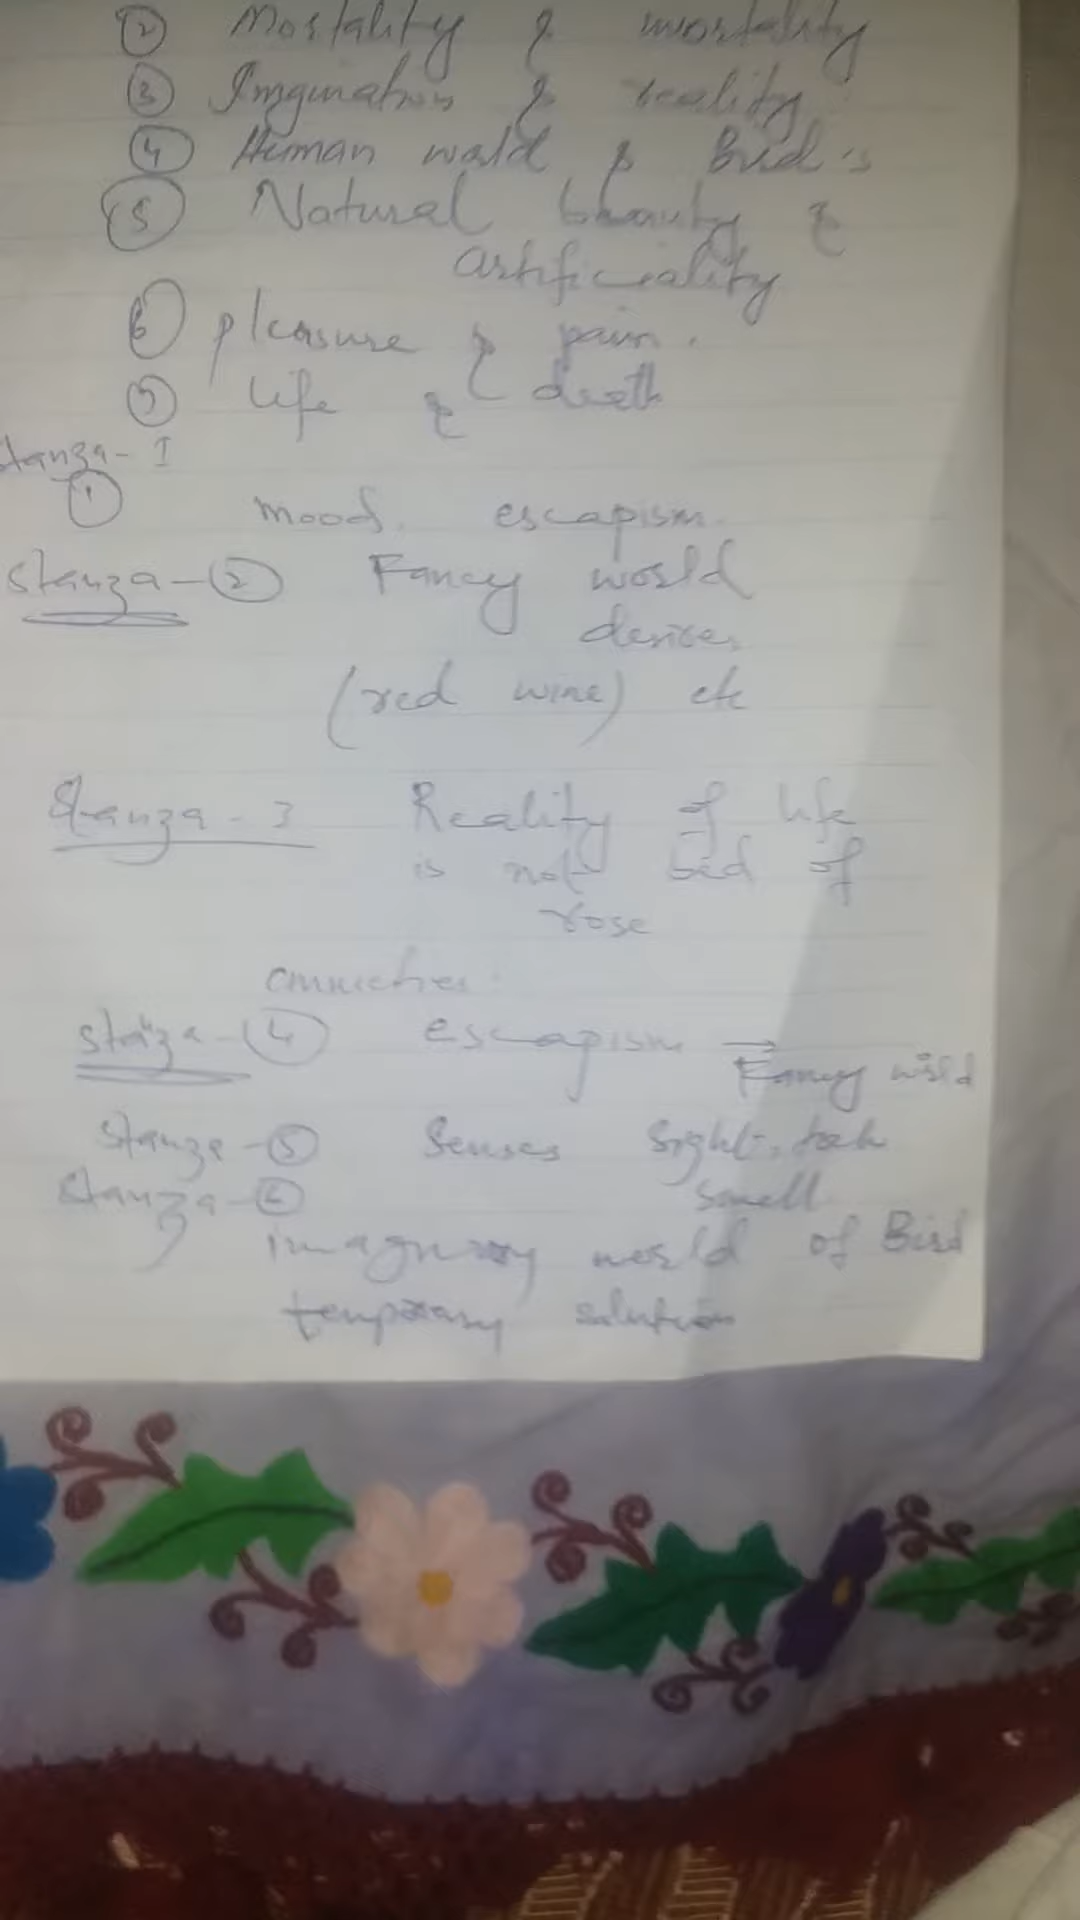 ② Mortality & mortality
③ Imgination & reality
④ Human world & Bird's
⑤ Natural beauty &
artificiality
⑥ pleasure & pain.
⑦ life & death
Stanza - I
① mood. escapism.
Stanza - ② Fancy world
desires
(red wine) etc
Stanza - 3 Reality of life
is not bed of
rose
Stanza - ④ escapism → Fancy world
Stanza - ⑤ Senses Sight,
Stanza - ⑥ smell
imaginary world of Bird
temporary solution